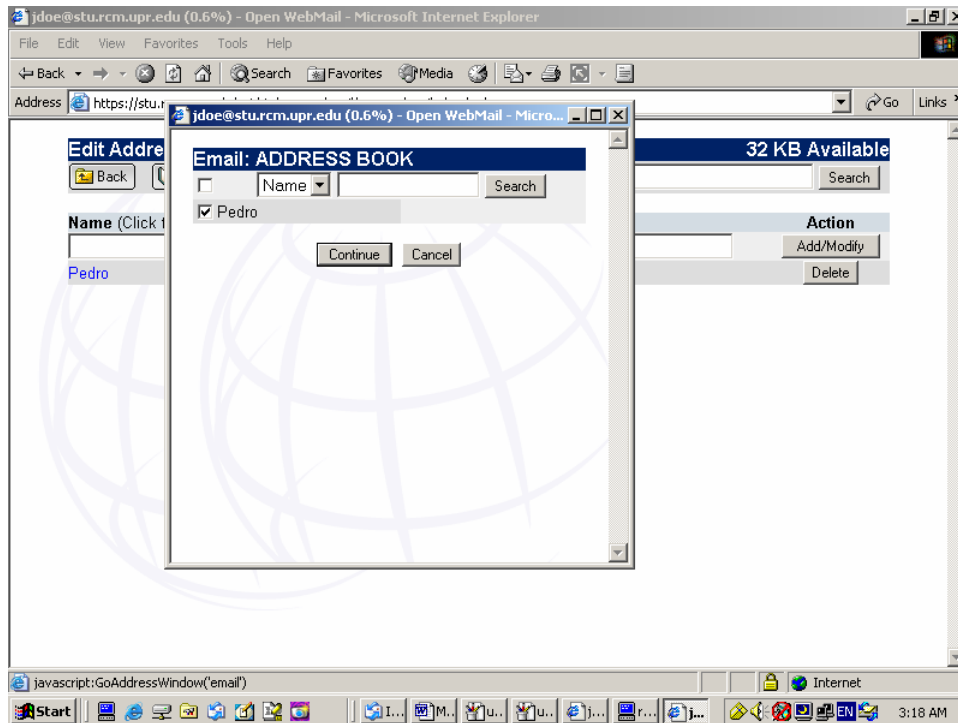 jdoe@stu.rcm.upr.edu (0.6%) - Open WebMail - Microsoft Internet Explorer
File Edit View Favorites Tools Help
Back Search Favorites Media
Address https://stu.r Go Links
jdoe@stu.rcm.upr.edu (0.6%) - Open WebMail - Micro...
Edit Addre 32 KB Available
Email: ADDRESS BOOK
Back Search
Name Search
Pedro
Name (Click t Action
Continue Cancel
Add/Modify
Pedro Delete
javascript:GoAddressWindow('email') Internet
Start I... M.. u.. u.. j... r... j... EN 3:18 AM